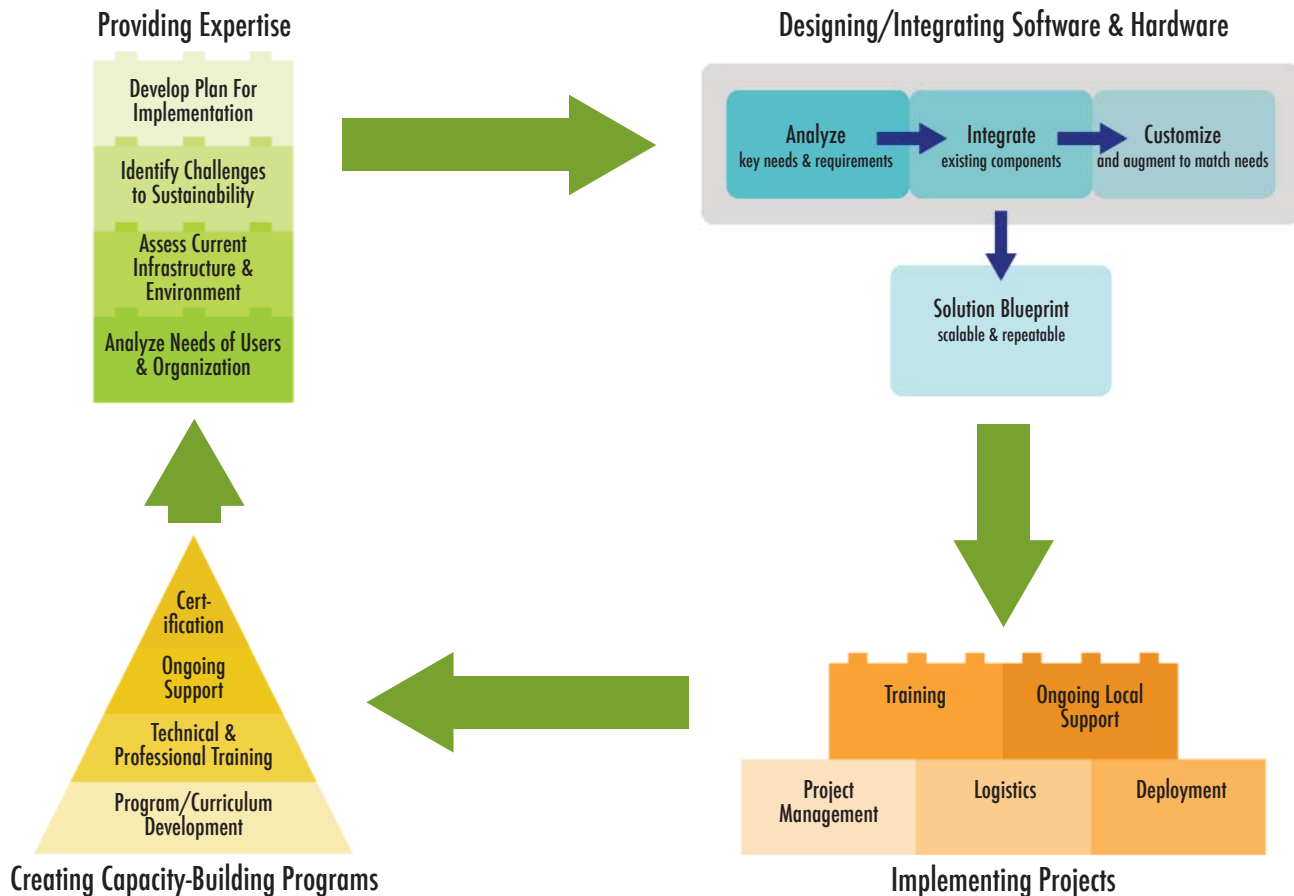 Providing Expertise
Develop Plan For
Implementation
Identify Challenges
to Sustainability
Assess Current
Infrastructure &
Environment
Analyze Needs of Users
& Organization
Designing/Integrating Software & Hardware
Analyze
key needs & requirements
Integrate
existing components
Customize
and augment to match needs
Solution Blueprint
scalable & repeatable
Training
Ongoing Local
Support
Project
Management
Logistics
Deployment
Implementing Projects
Cert-
ification
Ongoing
Support
Technical &
Professional Training
Program/Curriculum
Development
Creating Capacity-Building Programs